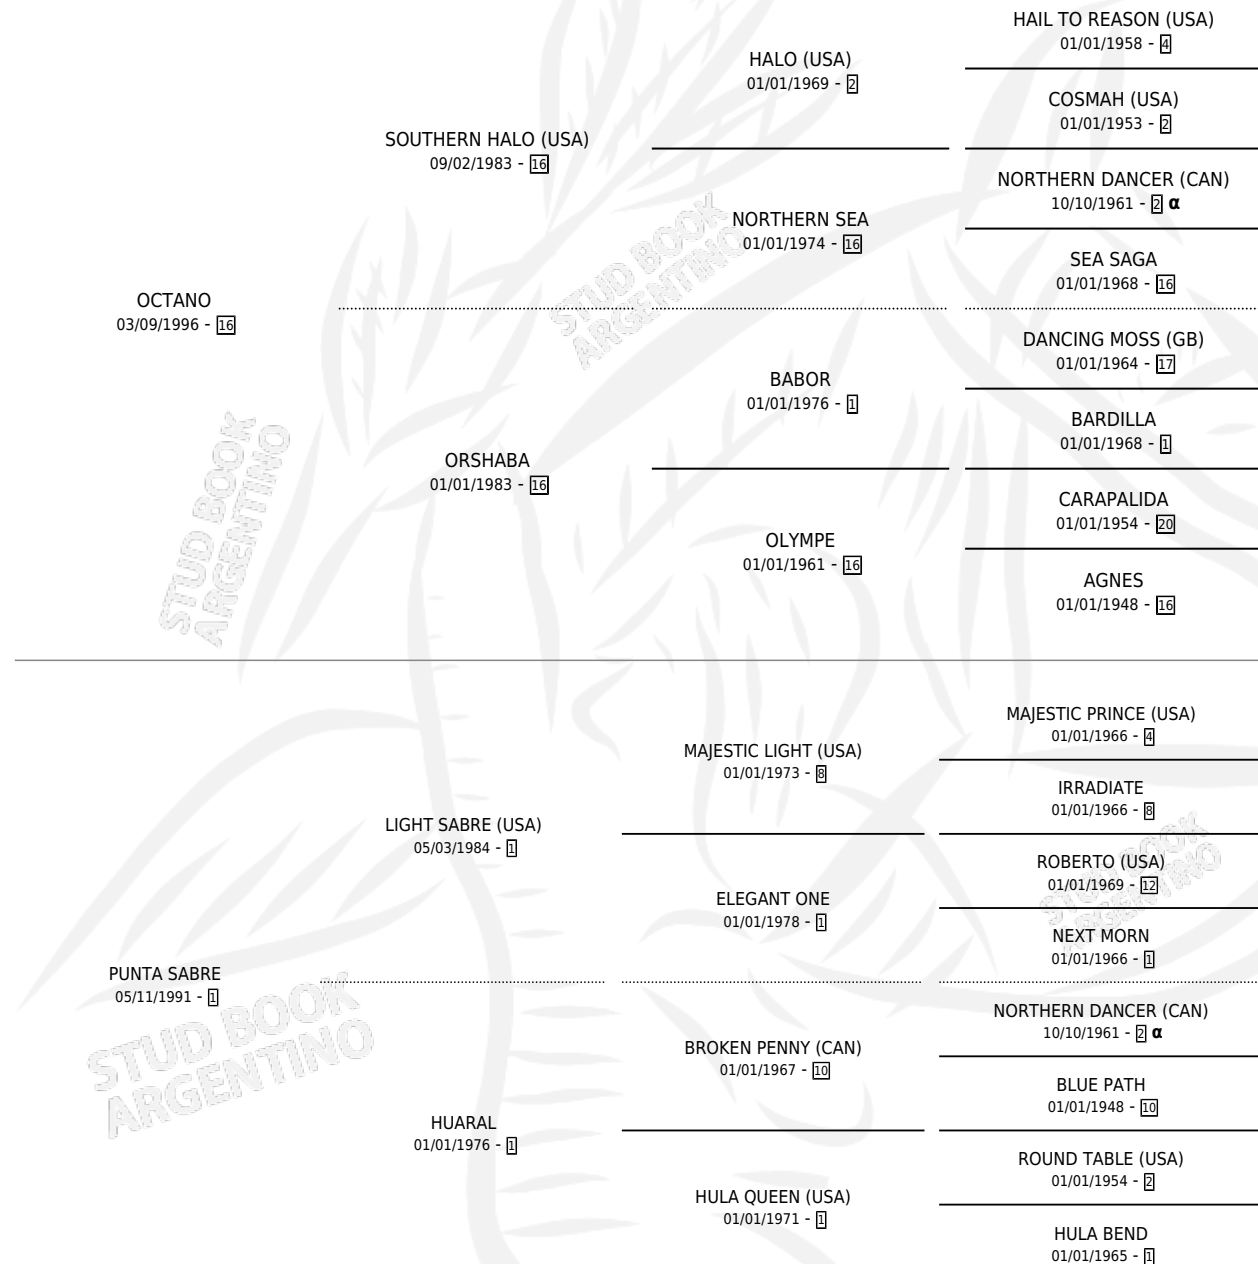 HAIL TO REASON (USA)
01/01/1958 - 4
HALO (USA)
01/01/1969 - 2
COSMAH (USA)
01/01/1953 - 2
SOUTHERN HALO (USA)
09/02/1983 - 16
NORTHERN DANCER (CAN)
10/10/1961 - 2 α
NORTHERN SEA
01/01/1974 - 16
SEA SAGA
01/01/1968 - 16
STUD BOOK
ARGENTINO
OCTANO
03/09/1996 - 16
DANCING MOSS (GB)
01/01/1964 - 17
BABOR
01/01/1976 - 1
BARDILLA
01/01/1968 - 1
STUD BOOK
ARGENTINO
ORSHABA
01/01/1983 - 16
CARAPALIDA
01/01/1954 - 20
OLYMPE
01/01/1961 - 16
AGNES
01/01/1948 - 16
MAJESTIC PRINCE (USA)
01/01/1966 - 4
MAJESTIC LIGHT (USA)
01/01/1973 - 8
IRRADIATE
01/01/1966 - 8
LIGHT SABRE (USA)
05/03/1984 - 1
STUD BOOK
ARGENTINO
ROBERTO (USA)
01/01/1969 - 12
ELEGANT ONE
01/01/1978 - 1
NEXT MORN
01/01/1966 - 1
PUNTA SABRE
05/11/1991 - 1
STUD BOOK
ARGENTINO
NORTHERN DANCER (CAN)
10/10/1961 - 2 α
BROKEN PENNY (CAN)
01/01/1967 - 10
BLUE PATH
01/01/1948 - 10
HUARAL
01/01/1976 - 1
ROUND TABLE (USA)
01/01/1954 - 2
HULA QUEEN (USA)
01/01/1971 - 1
HULA BEND
01/01/1965 - 1